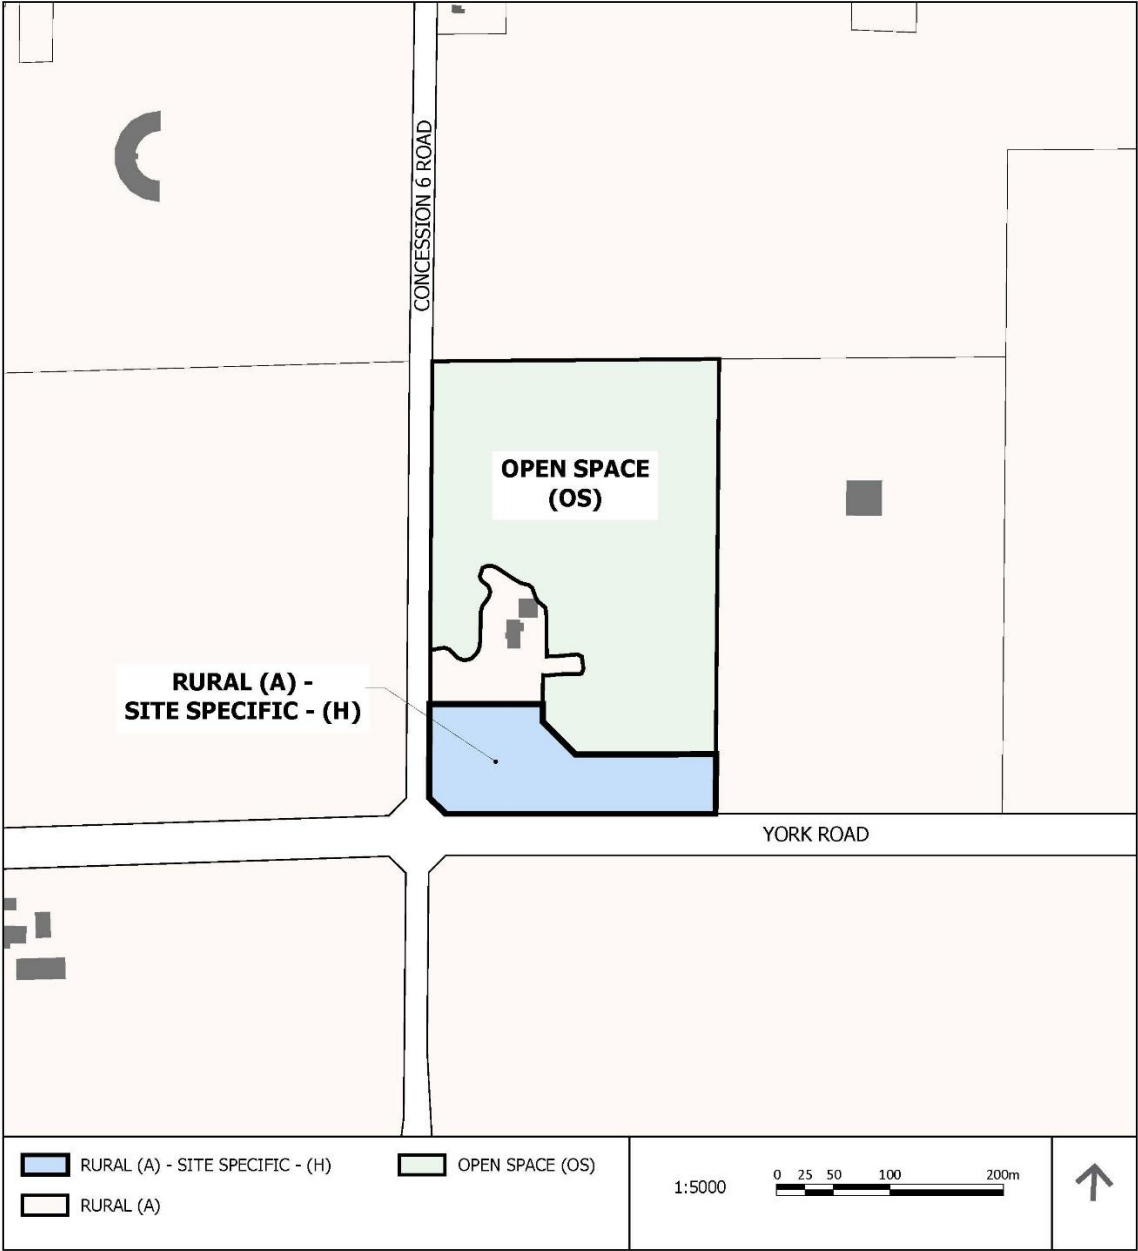 CONCESSION 6 ROAD
OPEN SPACE
(OS)
RURAL (A) -
SITE SPECIFIC - (H)
YORK ROAD
RURAL (A) - SITE SPECIFIC - (H)
OPEN SPACE (OS)
RURAL (A)
1:5000
0 25 50 100 200m